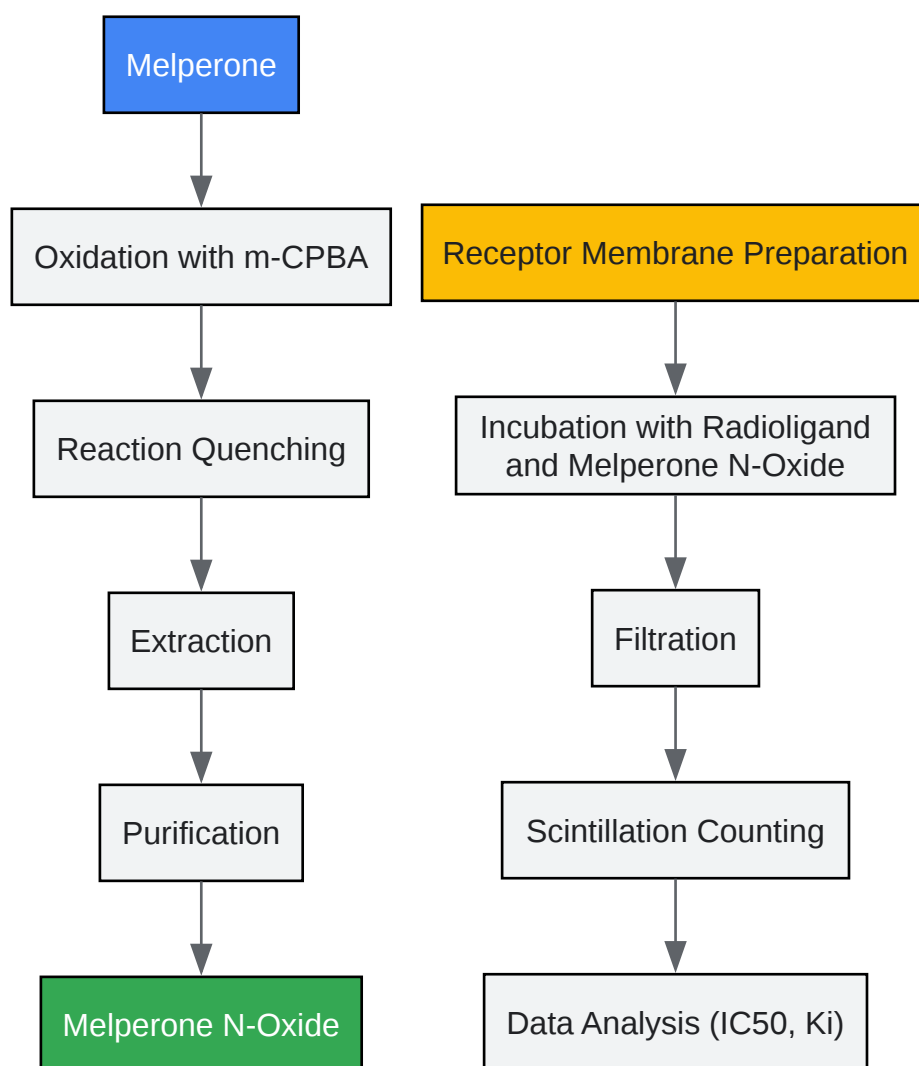 Melperone
Oxidation with m-CPBA
Reaction Quenching
Extraction
Purification
Melperone N-Oxide
Receptor Membrane Preparation
Incubation with Radioligand
and Melperone N-Oxide
Filtration
Scintillation Counting
Data Analysis (IC50, Ki)